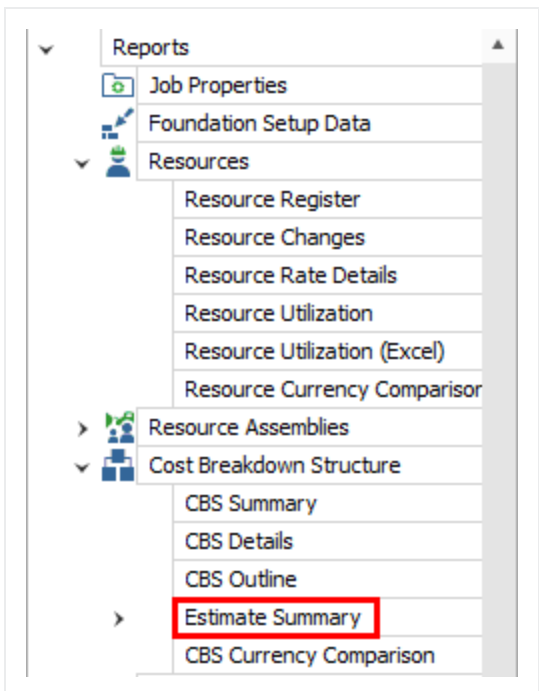 Reports
Job Properties
Foundation Setup Data
Resources
Resource Register
Resource Changes
Resource Rate Details
Resource Utilization
Resource Utilization (Excel)
Resource Currency Comparison
Resource Assemblies
Cost Breakdown Structure
CBS Summary
CBS Details
CBS Outline
Estimate Summary
CBS Currency Comparison